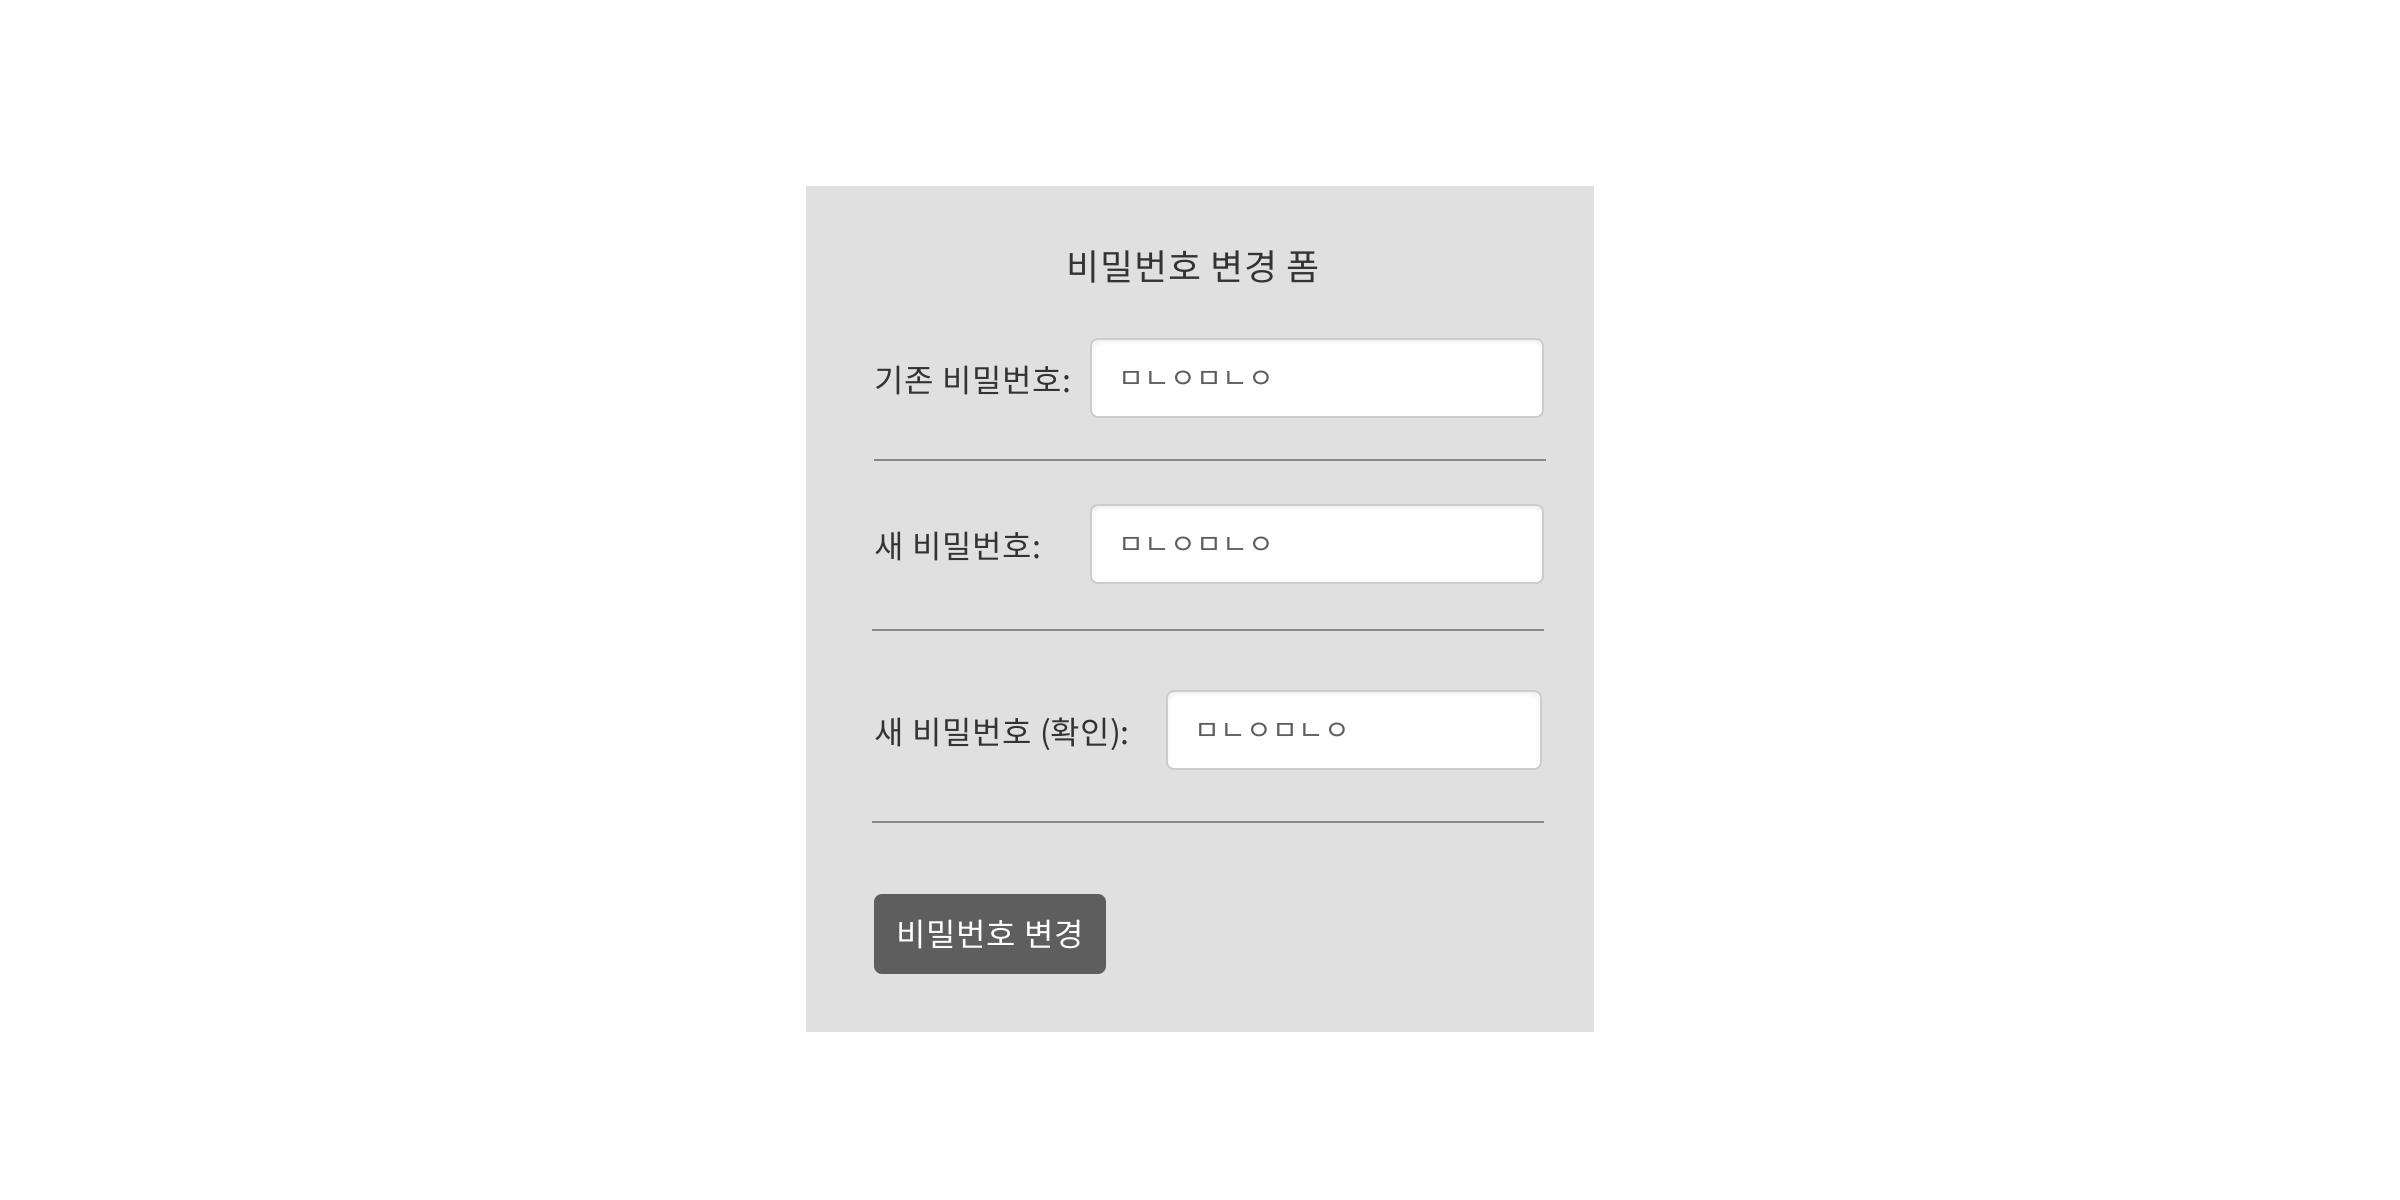 비밀번호 변경 폼
기존 비밀번호: ㅁㄴㅇㅁㄴㅇ
새 비밀번호: ㅁㄴㅇㅁㄴㅇ
새 비밀번호 (확인): ㅁㄴㅇㅁㄴㅇ
비밀번호 변경